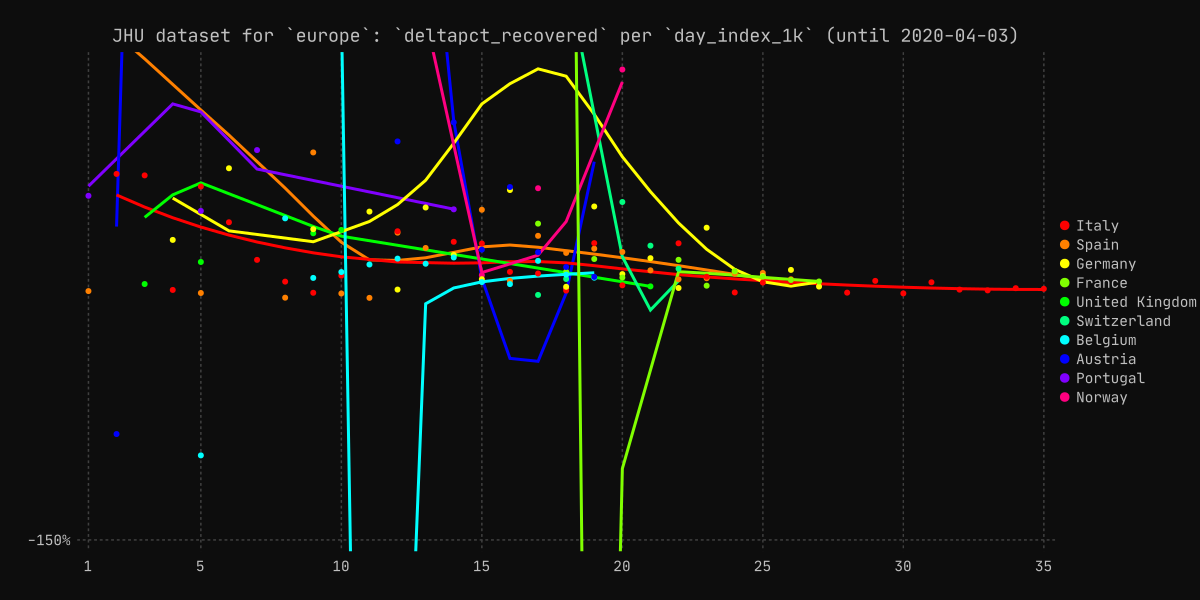 JHU dataset for `europe`: `deltapct_recovered` per `day_index_1k` (until 2020-04-03)
Italy
Spain
Germany
France
United Kingdom
Switzerland
Belgium
Austria
Portugal
Norway
-150%
1 5 10 15 20 25 30 35